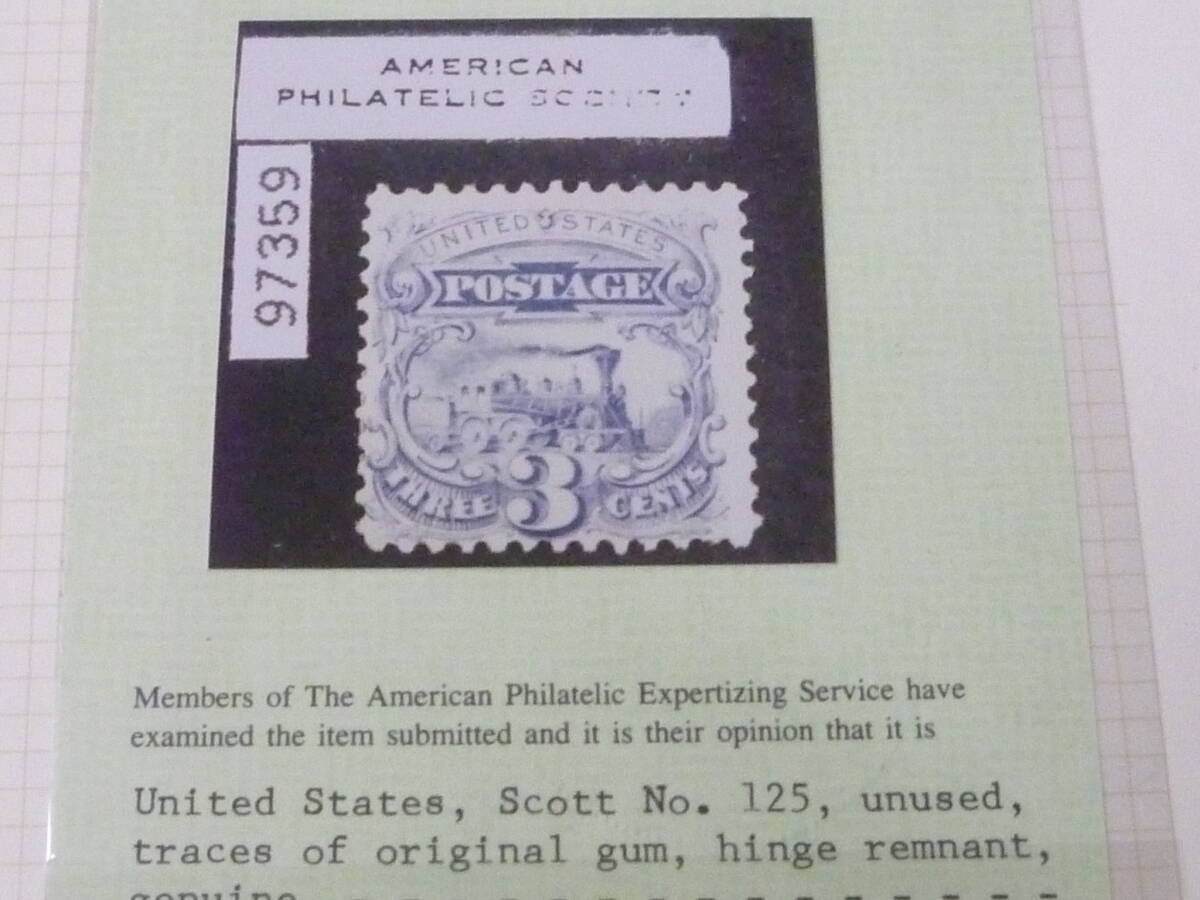 AMERICAN
PHILATELIC SOCIETY
97359
UNITED STATES
POSTAGE
THREE 3 CENTS
Members of The American Philatelic Expertizing Service have
examined the item submitted and it is their opinion that it is
United States, Scott No. 125, unused,
traces of original gum, hinge remnant,
genuine - - - - - - - - - - - - - - - -